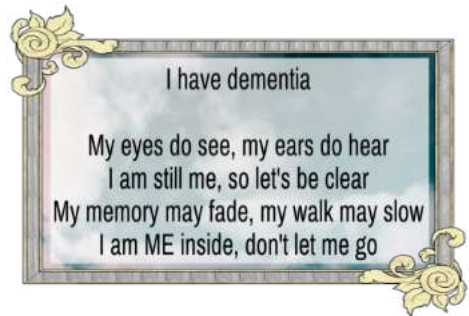 I have dementia
My eyes do see, my ears do hear
I am still me, so let's be clear
My memory may fade, my walk may slow
I am ME inside, don't let me go